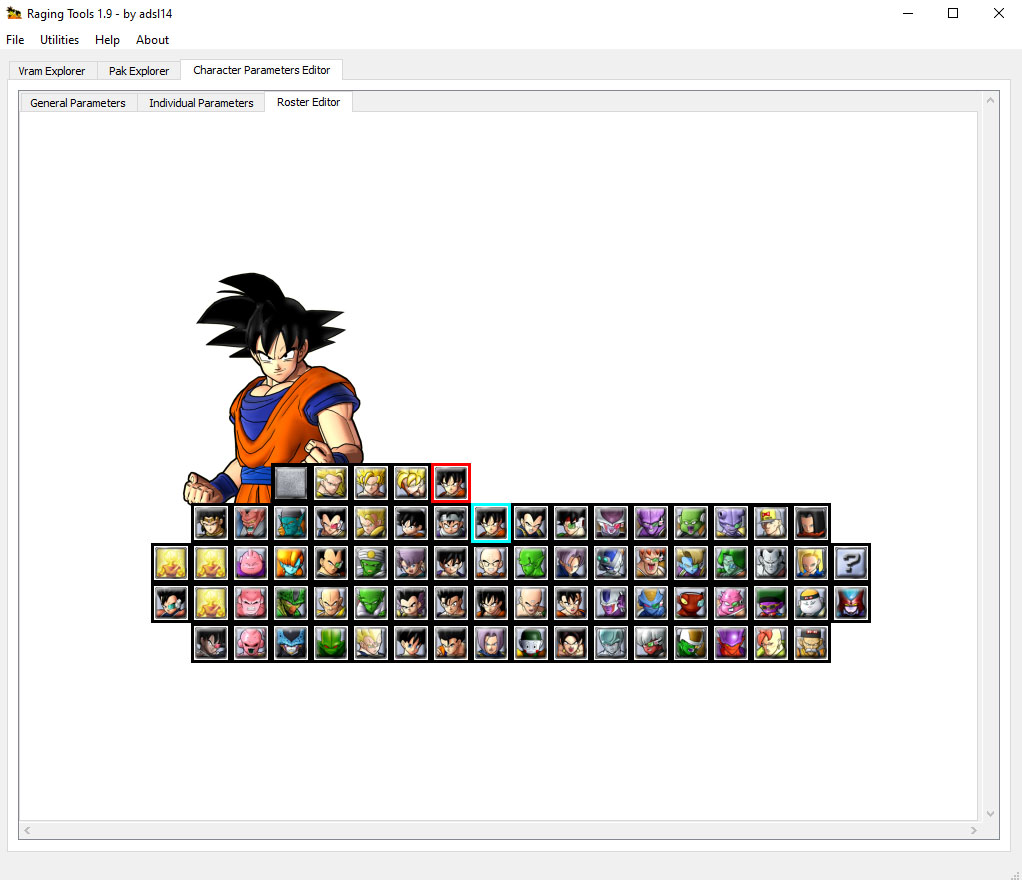 Raging Tools 1.9 - by adsl14
File Utilities Help About
Vram Explorer Pak Explorer Character Parameters Editor
General Parameters Individual Parameters Roster Editor
?